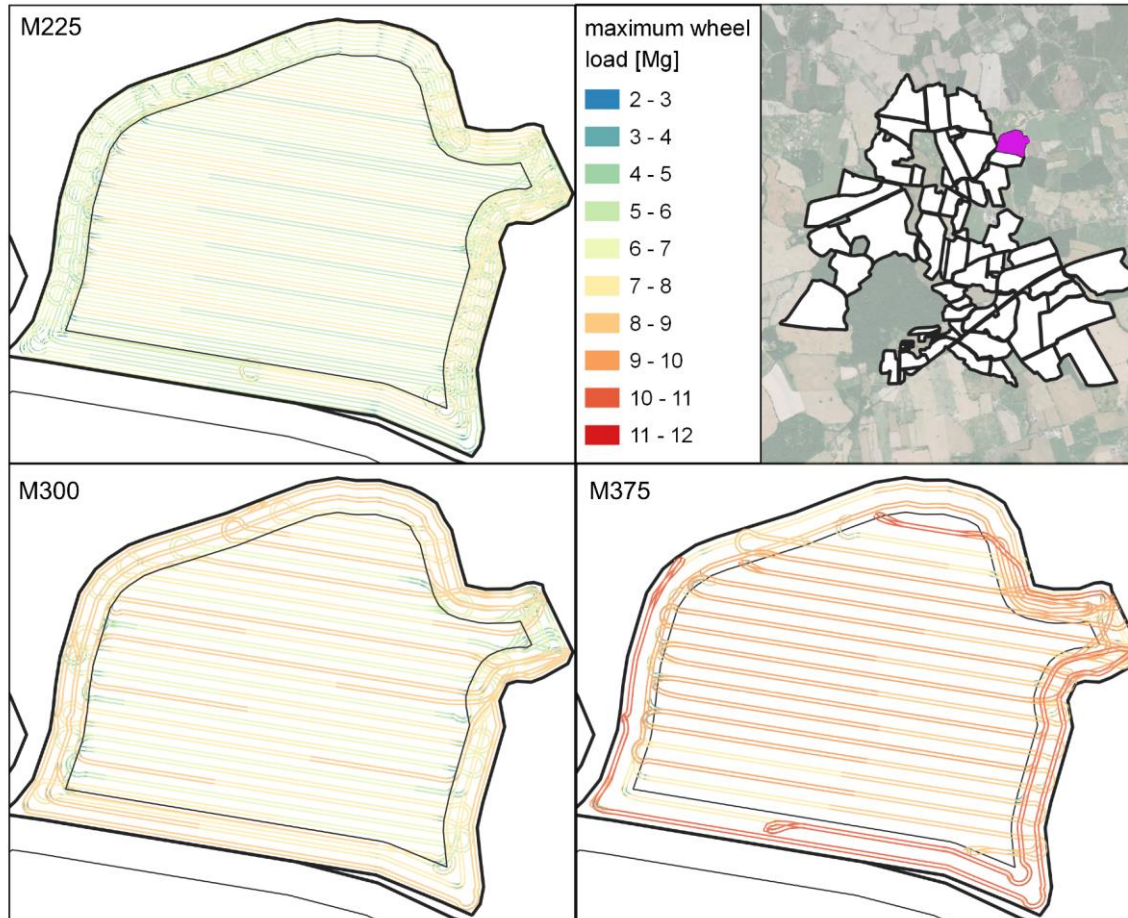 M225
maximum wheel
load [Mg]
2 - 3
3 - 4
4 - 5
5 - 6
6 - 7
7 - 8
8 - 9
9 - 10
10 - 11
11 - 12
M300
M375